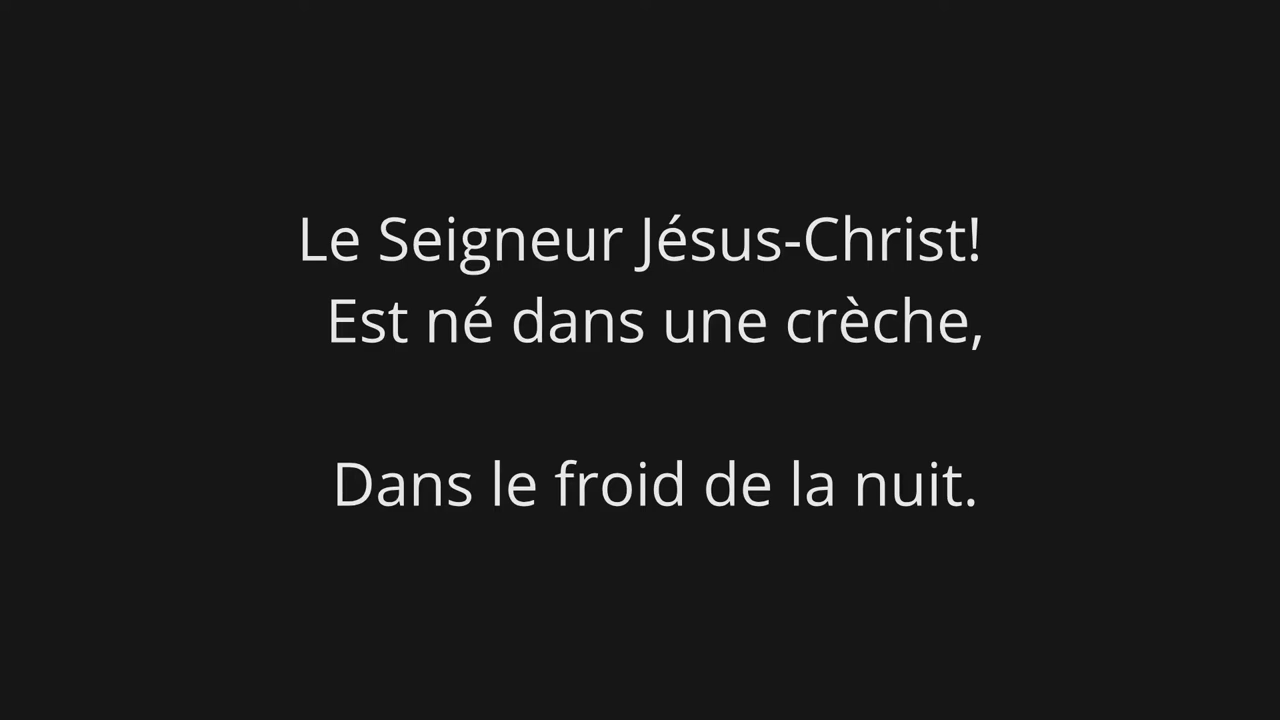 Le Seigneur Jésus-Christ!
Est né dans une crèche,
Dans le froid de la nuit.